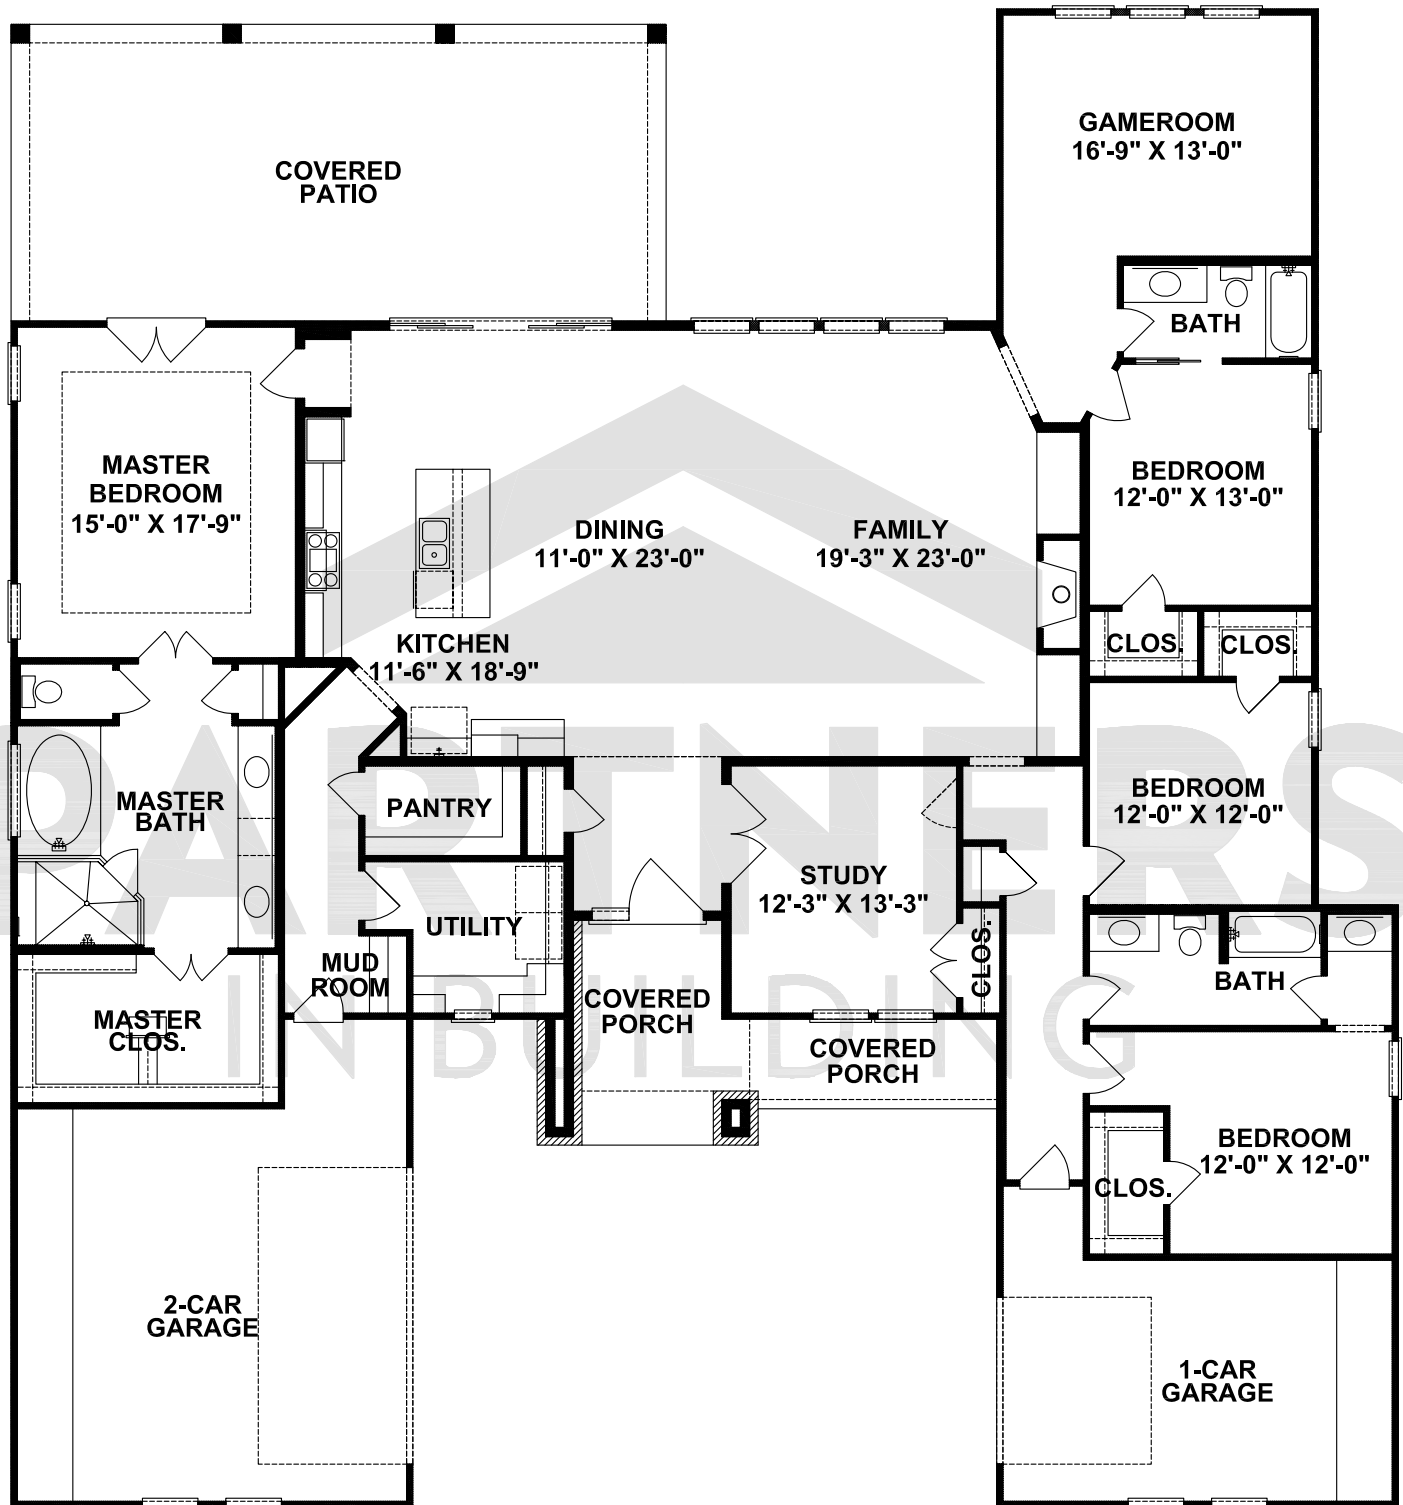 GAMEROOM
16'-9" X 13'-0"
COVERED
PATIO
BATH
MASTER
BEDROOM
15'-0" X 17'-9"
BEDROOM
12'-0" X 13'-0"
DINING
11'-0" X 23'-0"
FAMILY
19'-3" X 23'-0"
KITCHEN
11'-6" X 18'-9"
CLOS.
CLOS.
PARTNERS
IN BUILDING
MASTER
BATH
PANTRY
BEDROOM
12'-0" X 12'-0"
STUDY
12'-3" X 13'-3"
UTILITY
CLOS.
MUD
ROOM
BATH
COVERED
PORCH
MASTER
CLOS.
COVERED
PORCH
BEDROOM
12'-0" X 12'-0"
CLOS.
2-CAR
GARAGE
1-CAR
GARAGE